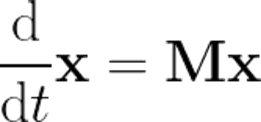 d/dt x = Mx